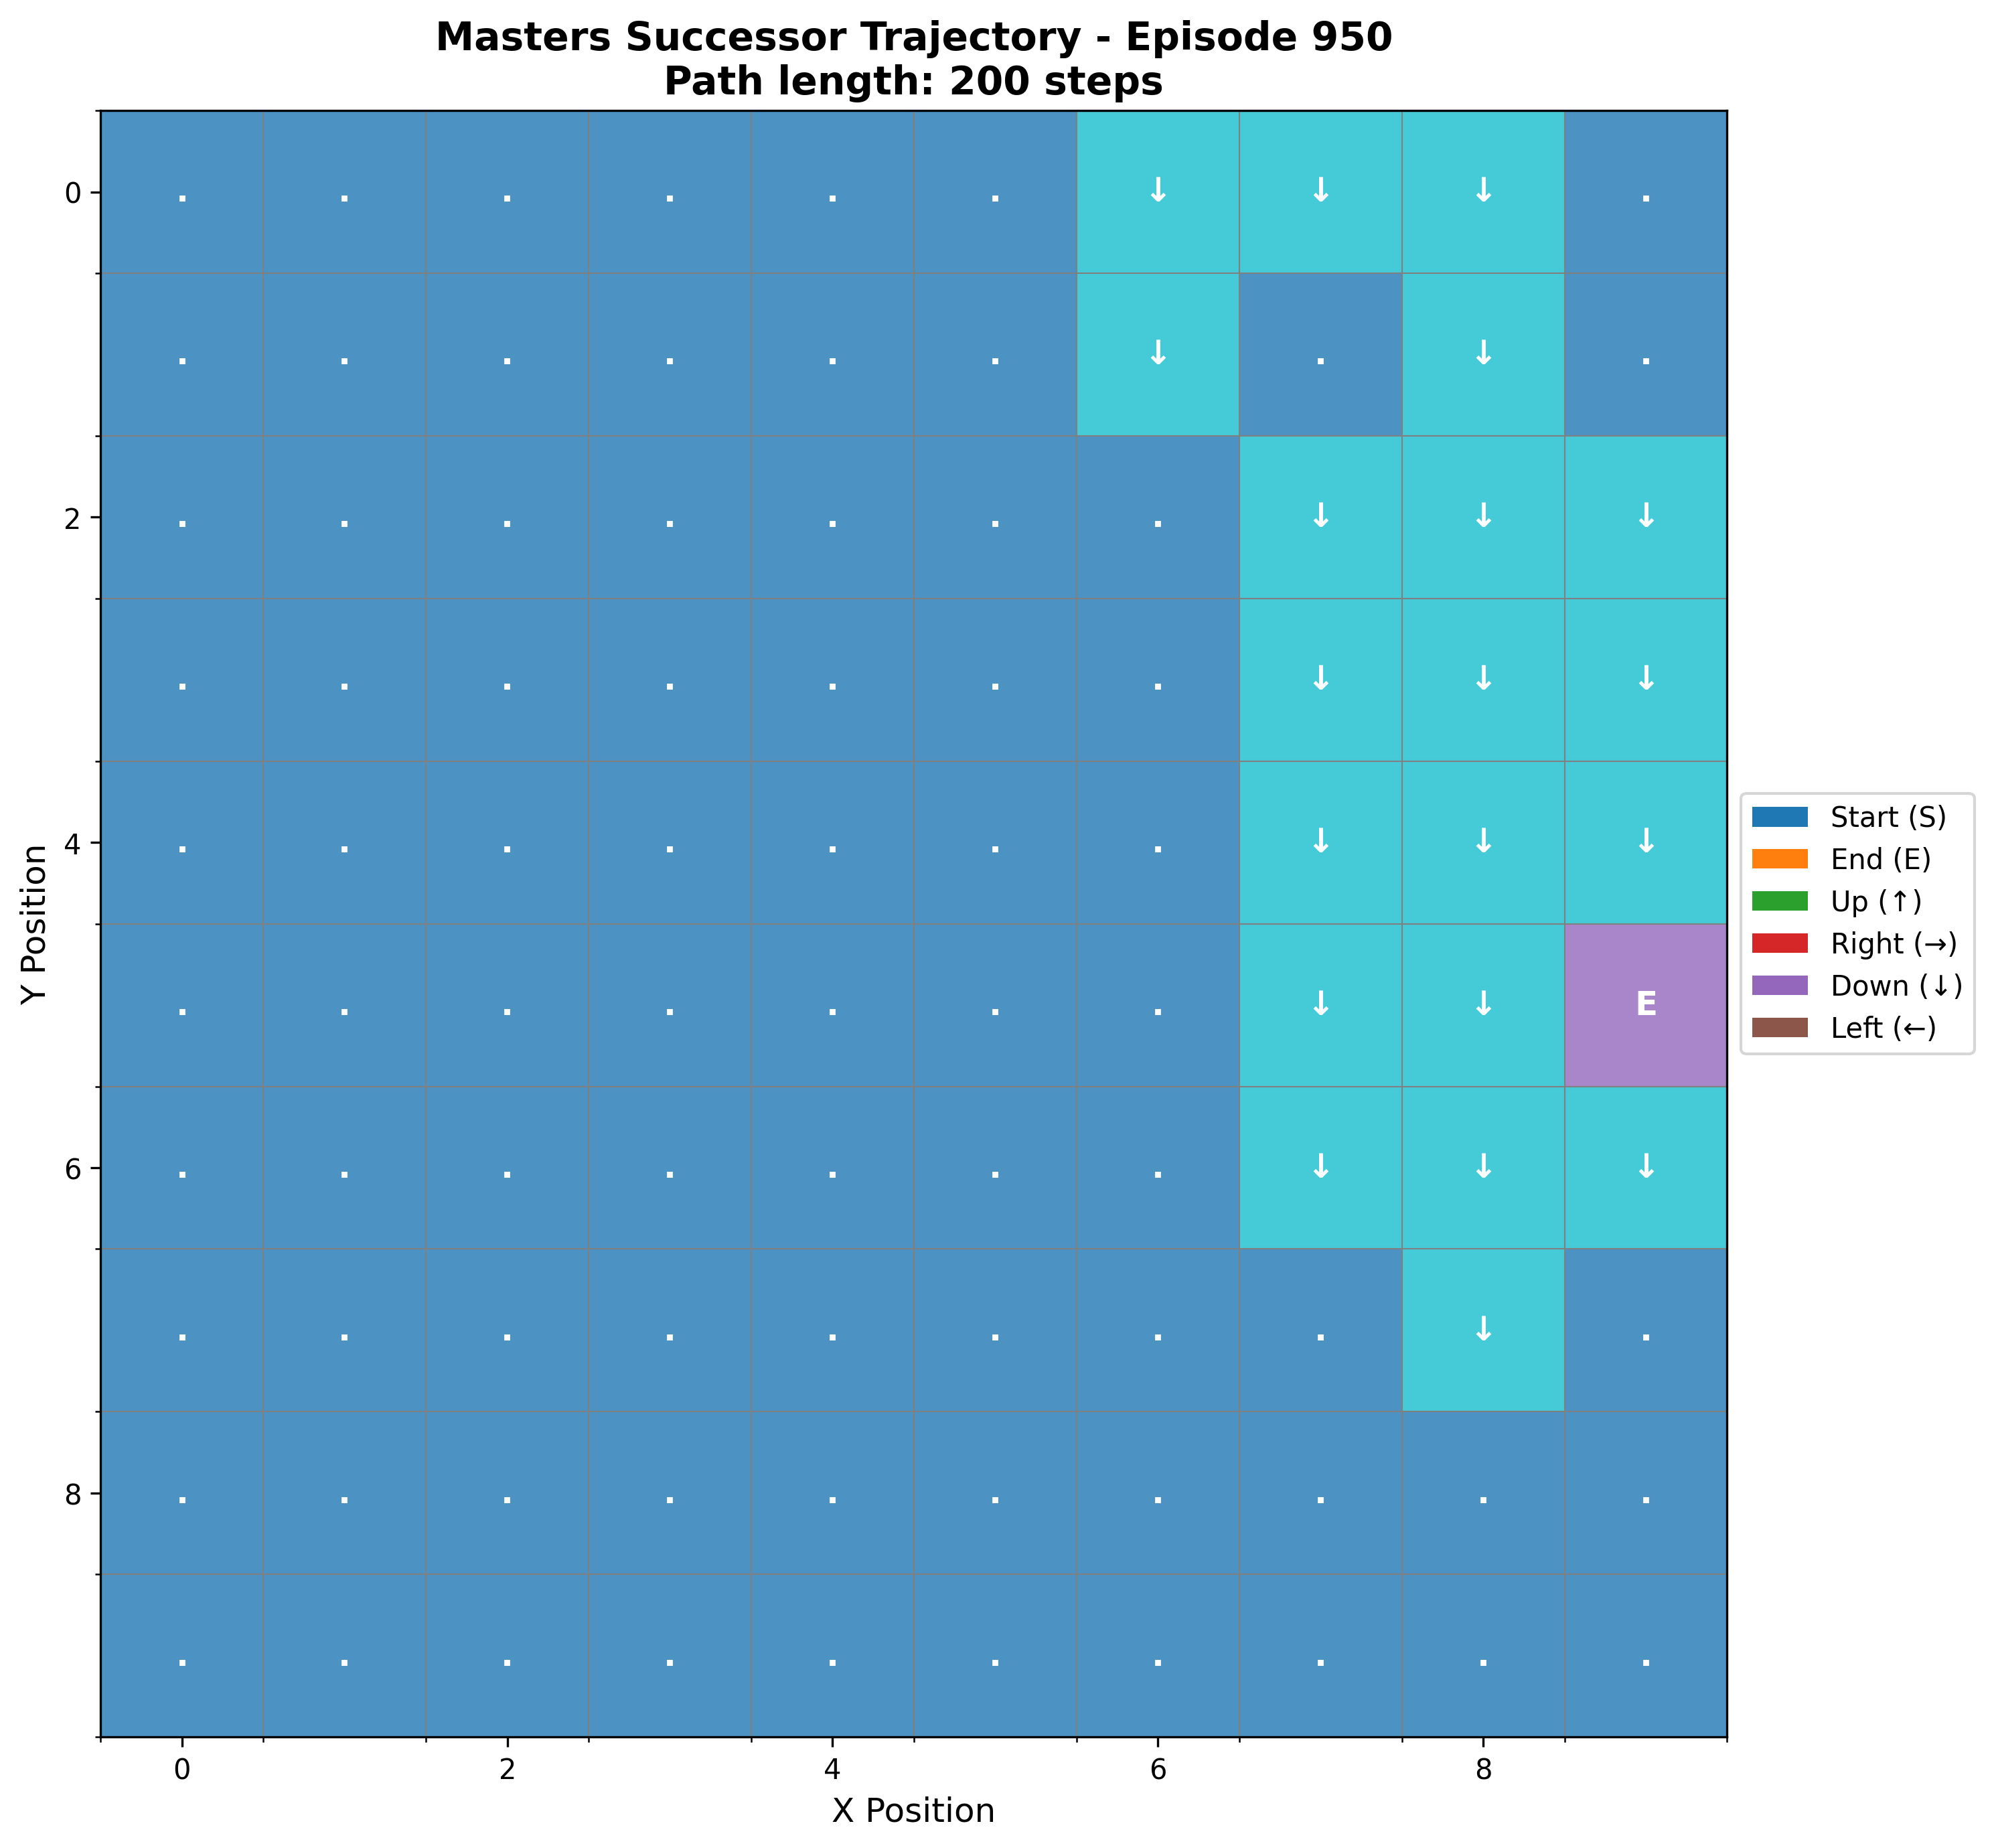 Masters Successor Trajectory - Episode 950
Path length: 200 steps
0 . . . . . . ↓ ↓ ↓ .
. . . . . . ↓ . ↓ .
2 . . . . . . . ↓ ↓ ↓
. . . . . . . ↓ ↓ ↓
4 . . . . . . . ↓ ↓ ↓
. . . . . . . ↓ ↓ E
6 . . . . . . . ↓ ↓ ↓
. . . . . . . . ↓ .
8 . . . . . . . . . .
. . . . . . . . . .
0 2 4 6 8
X Position
Y Position
Start (S)
End (E)
Up (↑)
Right (→)
Down (↓)
Left (←)